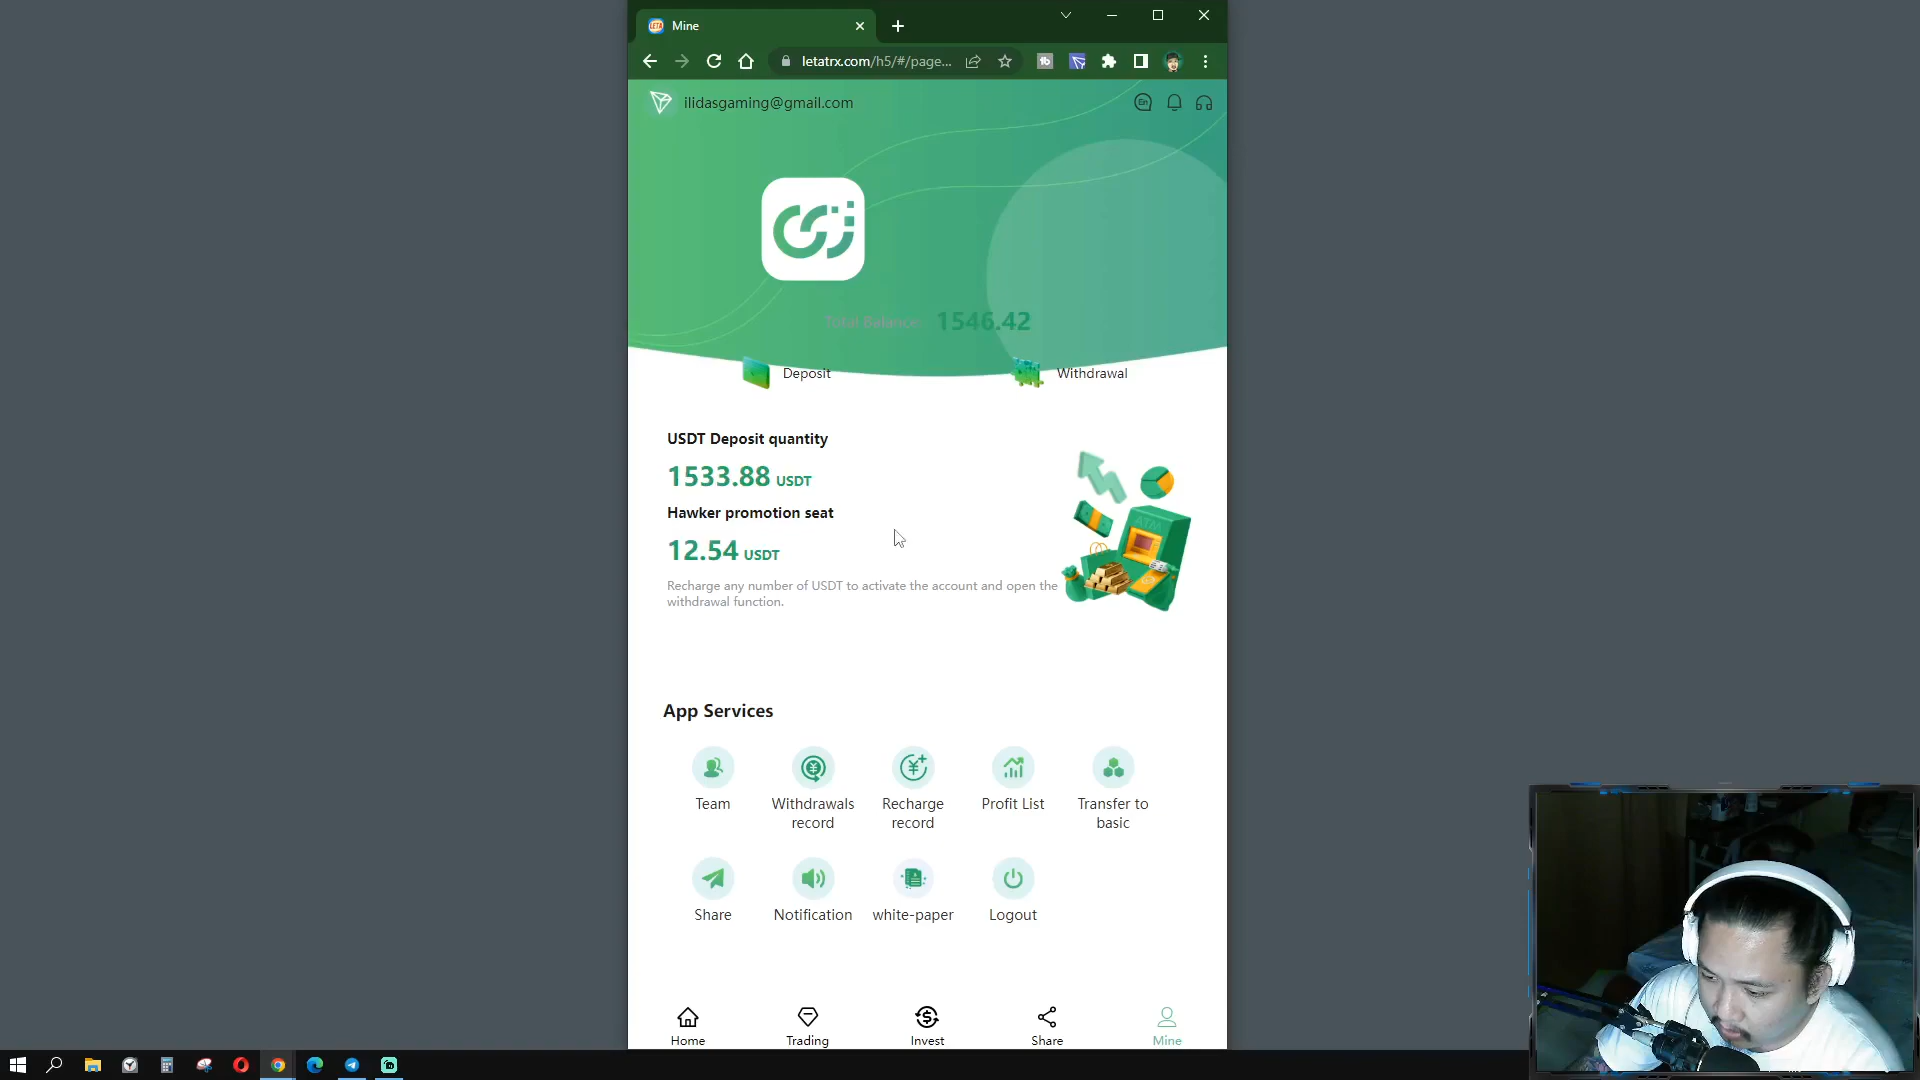 Mine
letatrx.com/h5/#/page...
ilidasgaming@gmail.com
En
Total Balance: 1546.42
Deposit
Withdrawal
USDT Deposit quantity
1533.88 USDT
Hawker promotion seat
12.54 USDT
Recharge any number of USDT to activate the account and open the
withdrawal function.
ATM
App Services
Team
Withdrawals
record
Recharge
record
Profit List
Transfer to
basic
Share
Notification
white-paper
Logout
Home
Trading
Invest
Share
Mine